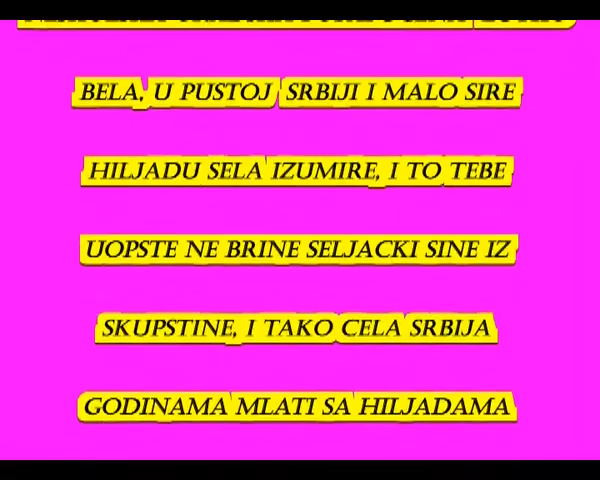 BELA, U PUSTOJ SRBIJI I MALO SIRE
HILJADU SELA IZUMIRE, I TO TEBE
UOPSTE NE BRINE SELJACKI SINE IZ
SKUPSTINE, I TAKO CELA SRBIJA
GODINAMA MLATI SA HILJADAMA